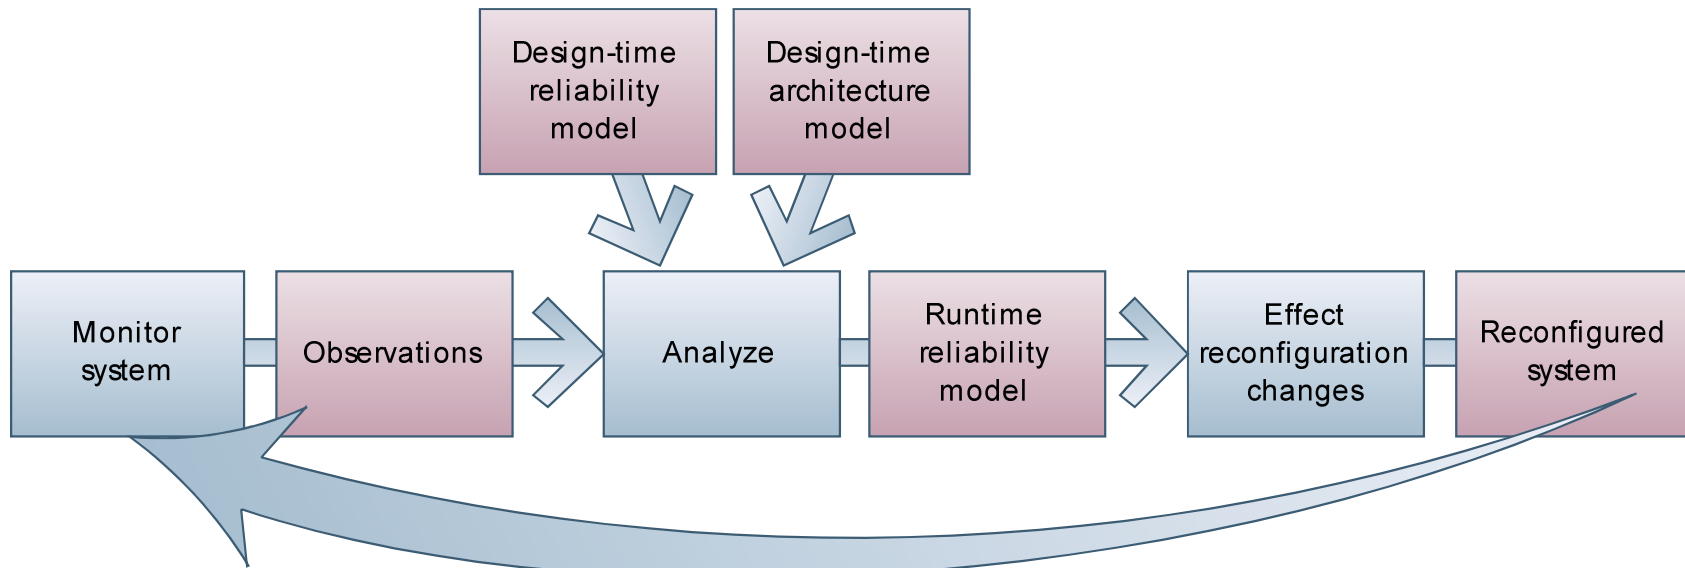 Design-time
reliability
model
Design-time
architecture
model
Monitor
system
Observations
Analyze
Runtime
reliability
model
Effect
reconfiguration
changes
Reconfigured
system